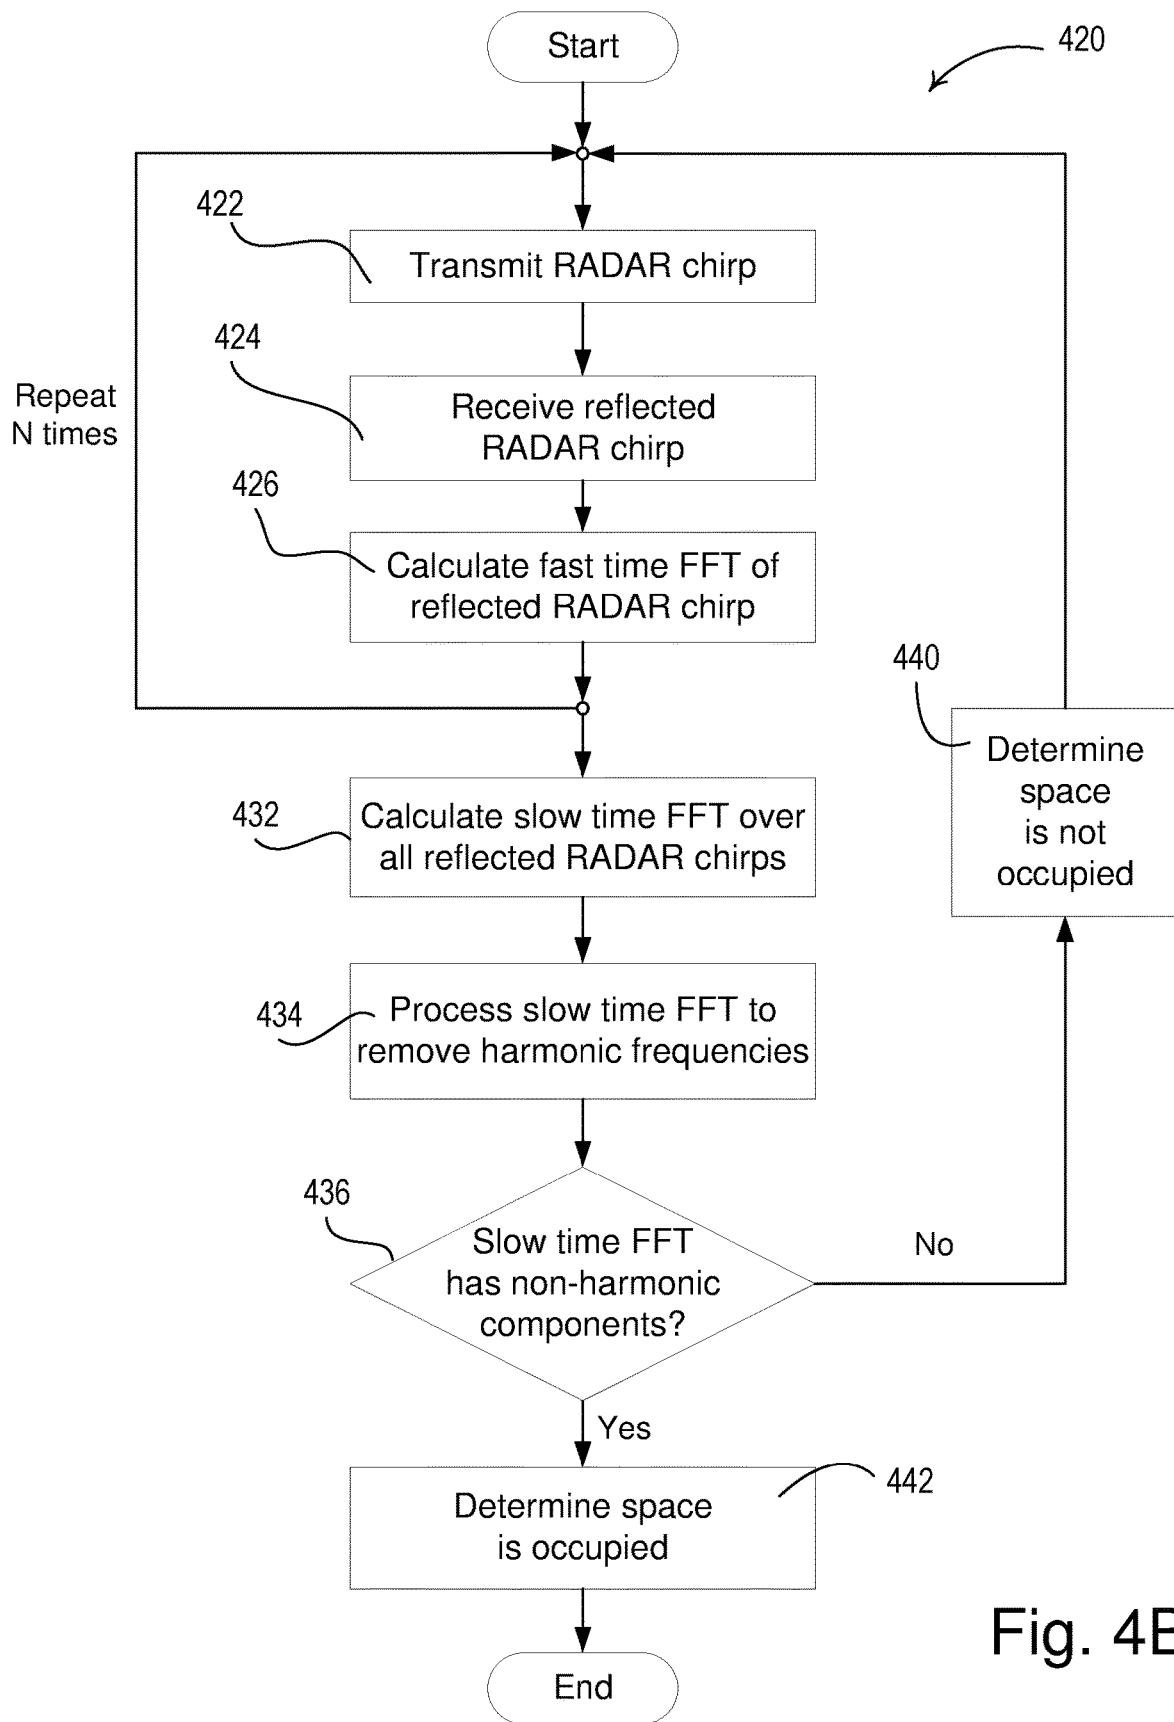 Start
420
422
Transmit RADAR chirp
424
Receive reflected
RADAR chirp
Repeat
N times
426
Calculate fast time FFT of
reflected RADAR chirp
440
Determine
space
is not
occupied
432
Calculate slow time FFT over
all reflected RADAR chirps
434
Process slow time FFT to
remove harmonic frequencies
436
Slow time FFT
has non-harmonic
components?
No
Yes
442
Determine space
is occupied
End
Fig. 4B